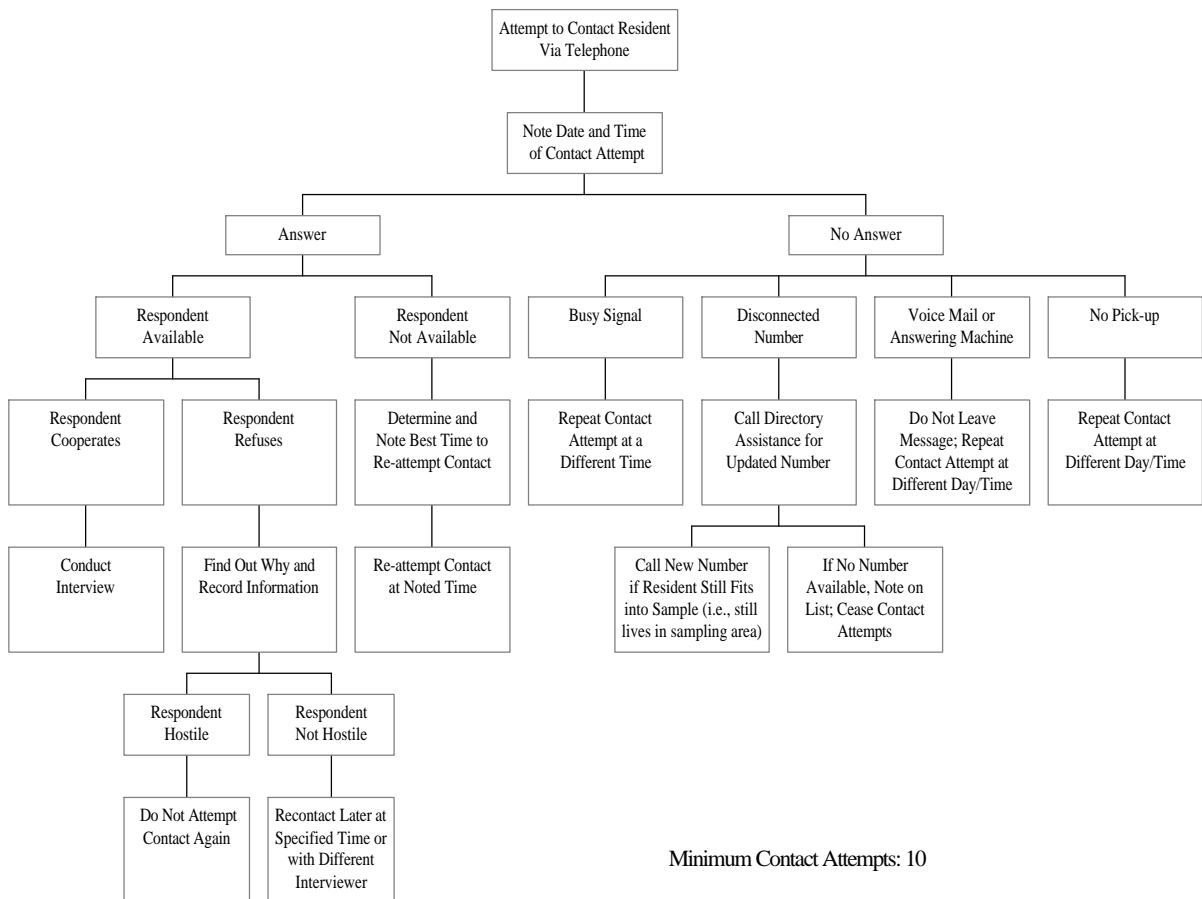 Attempt to Contact Resident
Via Telephone
Note Date and Time
of Contact Attempt
Answer
No Answer
Respondent
Available
Respondent
Not Available
Busy Signal
Disconnected
Number
Voice Mail or
Answering Machine
No Pick-up
Respondent
Cooperates
Respondent
Refuses
Determine and
Note Best Time to
Re-attempt Contact
Repeat Contact
Attempt at a
Different Time
Call Directory
Assistance for
Updated Number
Do Not Leave
Message; Repeat
Contact Attempt at
Different Day/Time
Repeat Contact
Attempt at
Different Day/Time
Conduct
Interview
Find Out Why and
Record Information
Re-attempt Contact
at Noted Time
Call New Number
if Resident Still Fits
into Sample (i.e., still
lives in sampling area)
If No Number
Available, Note on
List; Cease Contact
Attempts
Respondent
Hostile
Respondent
Not Hostile
Do Not Attempt
Contact Again
Recontact Later at
Specified Time or
with Different
Interviewer
Minimum Contact Attempts: 10